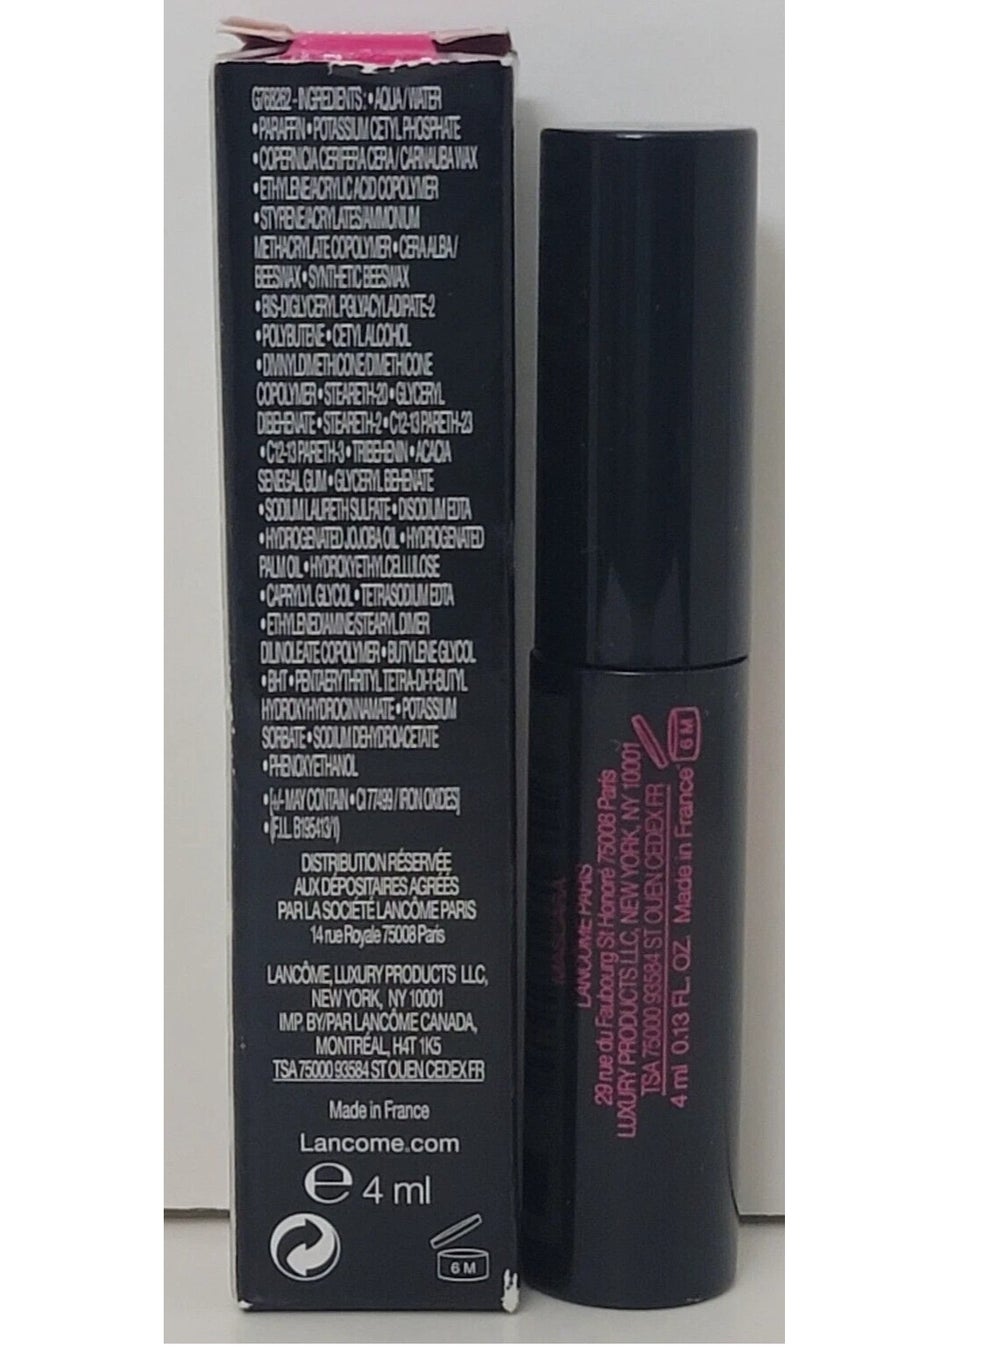 G768262 - INGREDIENTS: • AQUA / WATER
• PARAFFIN • POTASSIUM CETYL PHOSPHATE
• COPERNICIA CERIFERA CERA / CARNAUBA WAX
• ETHYLENE/ACRYLIC ACID COPOLYMER
• STYRENE/ACRYLATES/AMMONIUM
METHACRYLATE COPOLYMER • CERA ALBA /
BEESWAX • SYNTHETIC BEESWAX
• BIS-DIGLYCERYL POLYACYLADIPATE-2
• POLYBUTENE • CETYL ALCOHOL
• DIVINYLDIMETHICONE/DIMETHICONE
COPOLYMER • STEARETH-20 • GLYCERYL
DIBEHENATE • STEARETH-2 • C12-13 PARETH-23
• C12-13 PARETH-3 • TRIBEHENIN • ACACIA
SENEGAL GUM • GLYCERYL BEHENATE
• SODIUM LAURETH SULFATE • DISODIUM EDTA
• HYDROGENATED JOJOBA OIL • HYDROGENATED
PALM OIL • HYDROXYETHYLCELLULOSE
• CAPRYLYL GLYCOL • TETRASODIUM EDTA
• ETHYLENEDIAMINE/STEARYL DIMER
DILINOLEATE COPOLYMER • BUTYLENE GLYCOL
• BHT • PENTAERYTHRITYL TETRA-DI-T-BUTYL
HYDROXYHYDROCINNAMATE • POTASSIUM
SORBATE • SODIUM DEHYDROACETATE
• PHENOXYETHANOL
• [+/- MAY CONTAIN • CI 77499 / IRON OXIDES]
• (F.I.L. B195413/1)
DISTRIBUTION RÉSERVÉE
AUX DÉPOSITAIRES AGRÉÉS
PAR LA SOCIÉTÉ LANCÔME PARIS
14 rue Royale 75008 Paris
LANCÔME, LUXURY PRODUCTS LLC,
NEW YORK, NY 10001
IMP. BY/PAR LANCÔME CANADA,
MONTRÉAL, H4T 1K5
TSA 75000 93584 ST OUEN CEDEX FR
Made in France
Lancome.com
℮ 4 ml
6 M
MASCARA
LANCÔME PARIS
29 rue du Faubourg St Honoré 75008 Paris
LUXURY PRODUCTS LLC, NEW YORK, NY 10001
TSA 75000 93584 ST OUEN CEDEX FR
4 ml 0.13 FL. OZ. Made in France
6 M